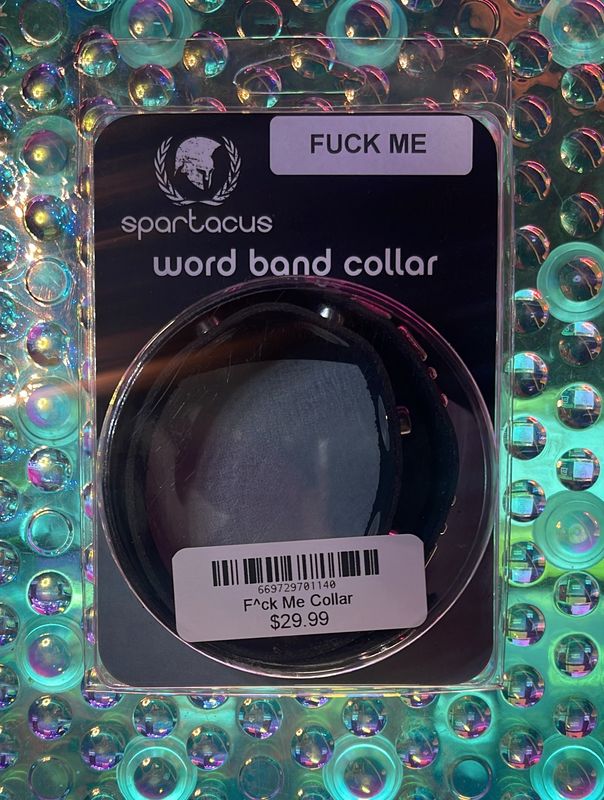 FUCK ME
spartacus
word band collar
669729701140
F^ck Me Collar
$29.99